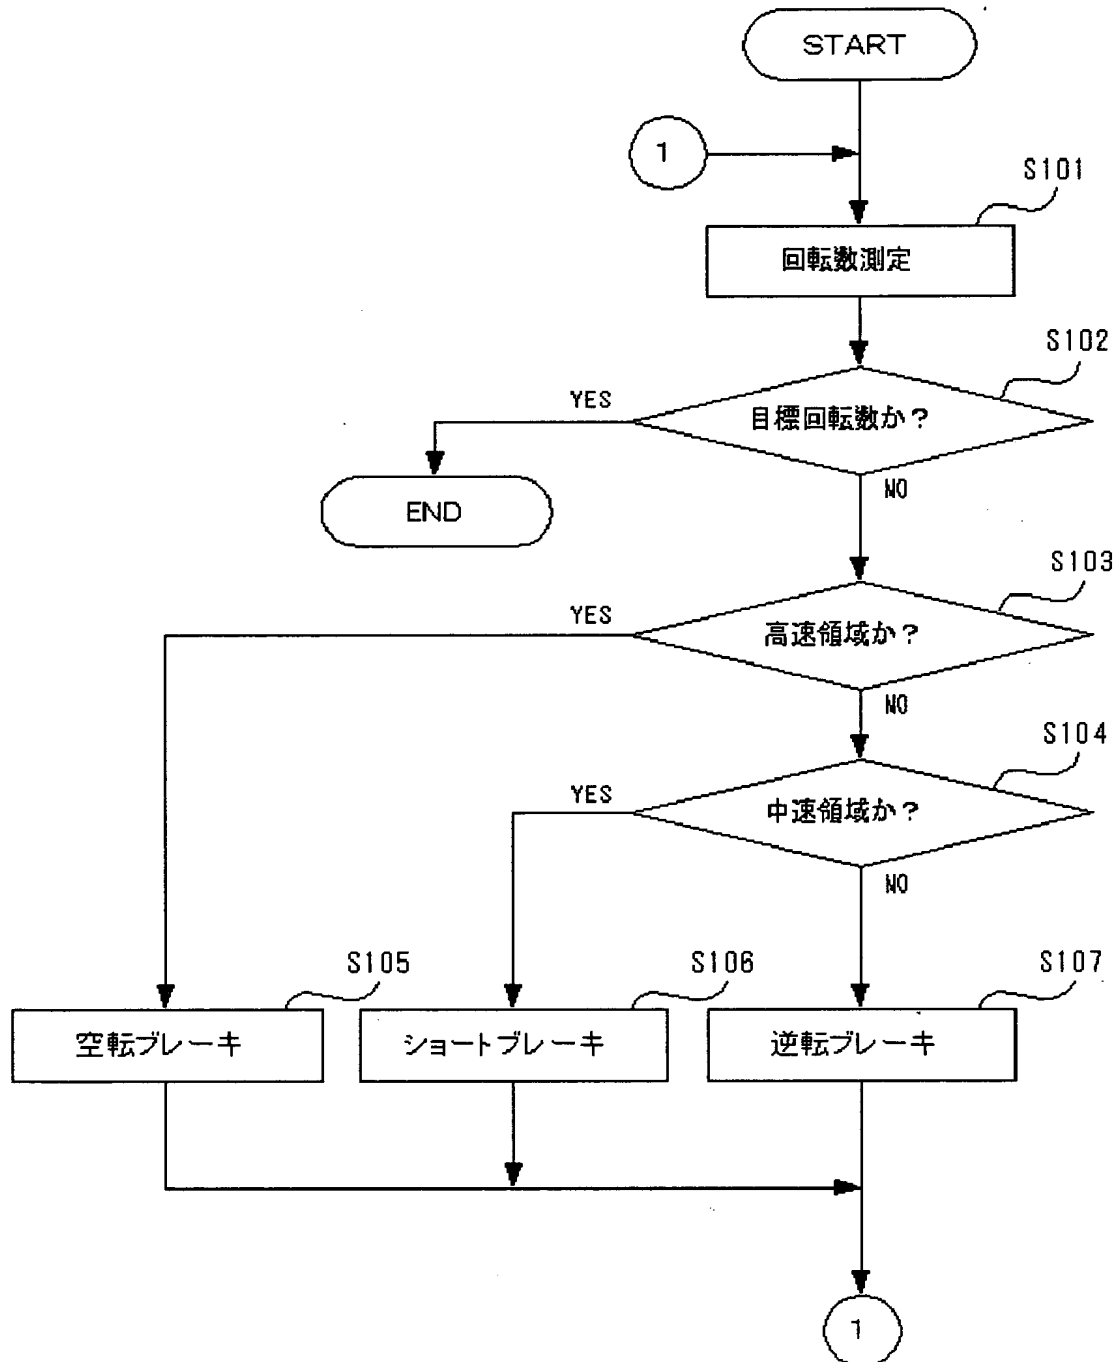 START
1
S101
回転数測定
S102
YES
目標回転数か?
NO
END
S103
YES
高速領域か?
NO
S104
YES
中速領域か?
NO
S105
S106
S107
空転ブレーキ
ショートブレーキ
逆転ブレーキ
1